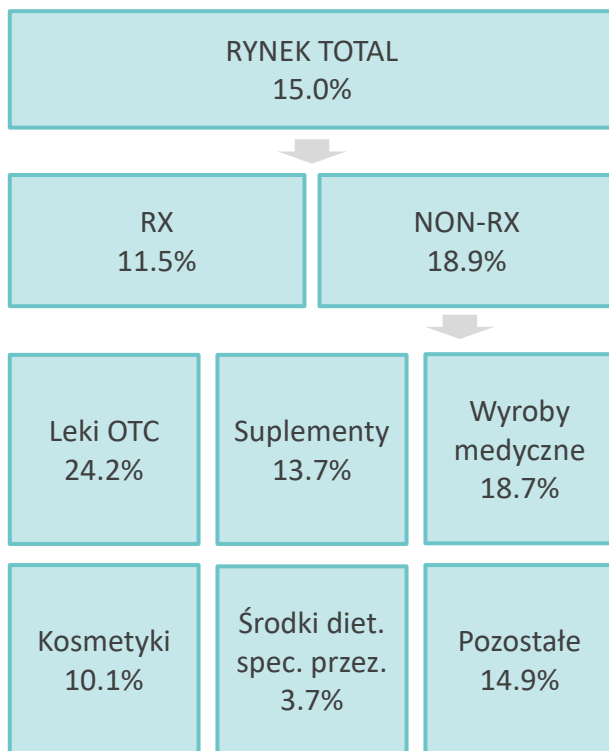 RYNEK TOTAL
15.0%
RX
11.5%
NON-RX
18.9%
Leki OTC
24.2%
Suplementy
13.7%
Wyroby
medyczne
18.7%
Kosmetyki
10.1%
Środki diet.
spec. przez.
3.7%
Pozostałe
14.9%